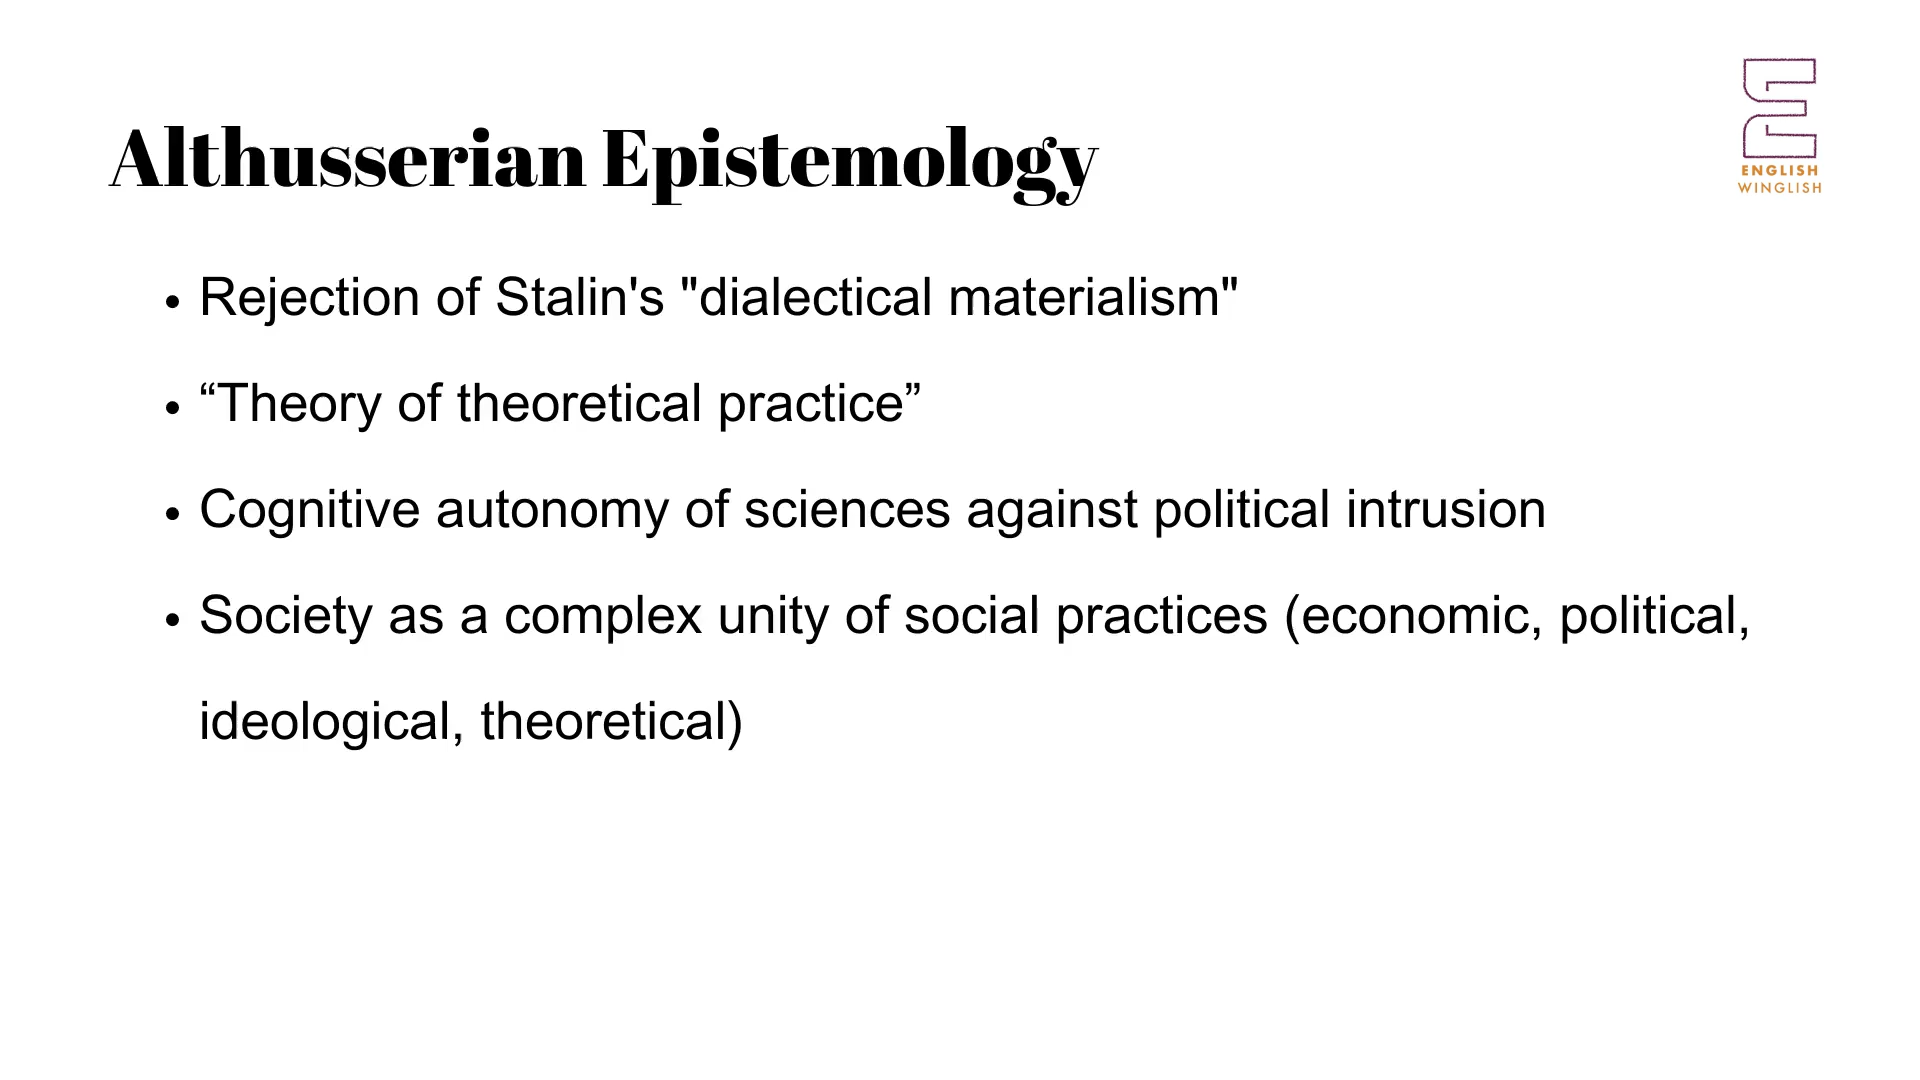 ENGLISH
WINGLISH
Althusserian Epistemology
• Rejection of Stalin's "dialectical materialism"
• “Theory of theoretical practice”
• Cognitive autonomy of sciences against political intrusion
• Society as a complex unity of social practices (economic, political,
ideological, theoretical)